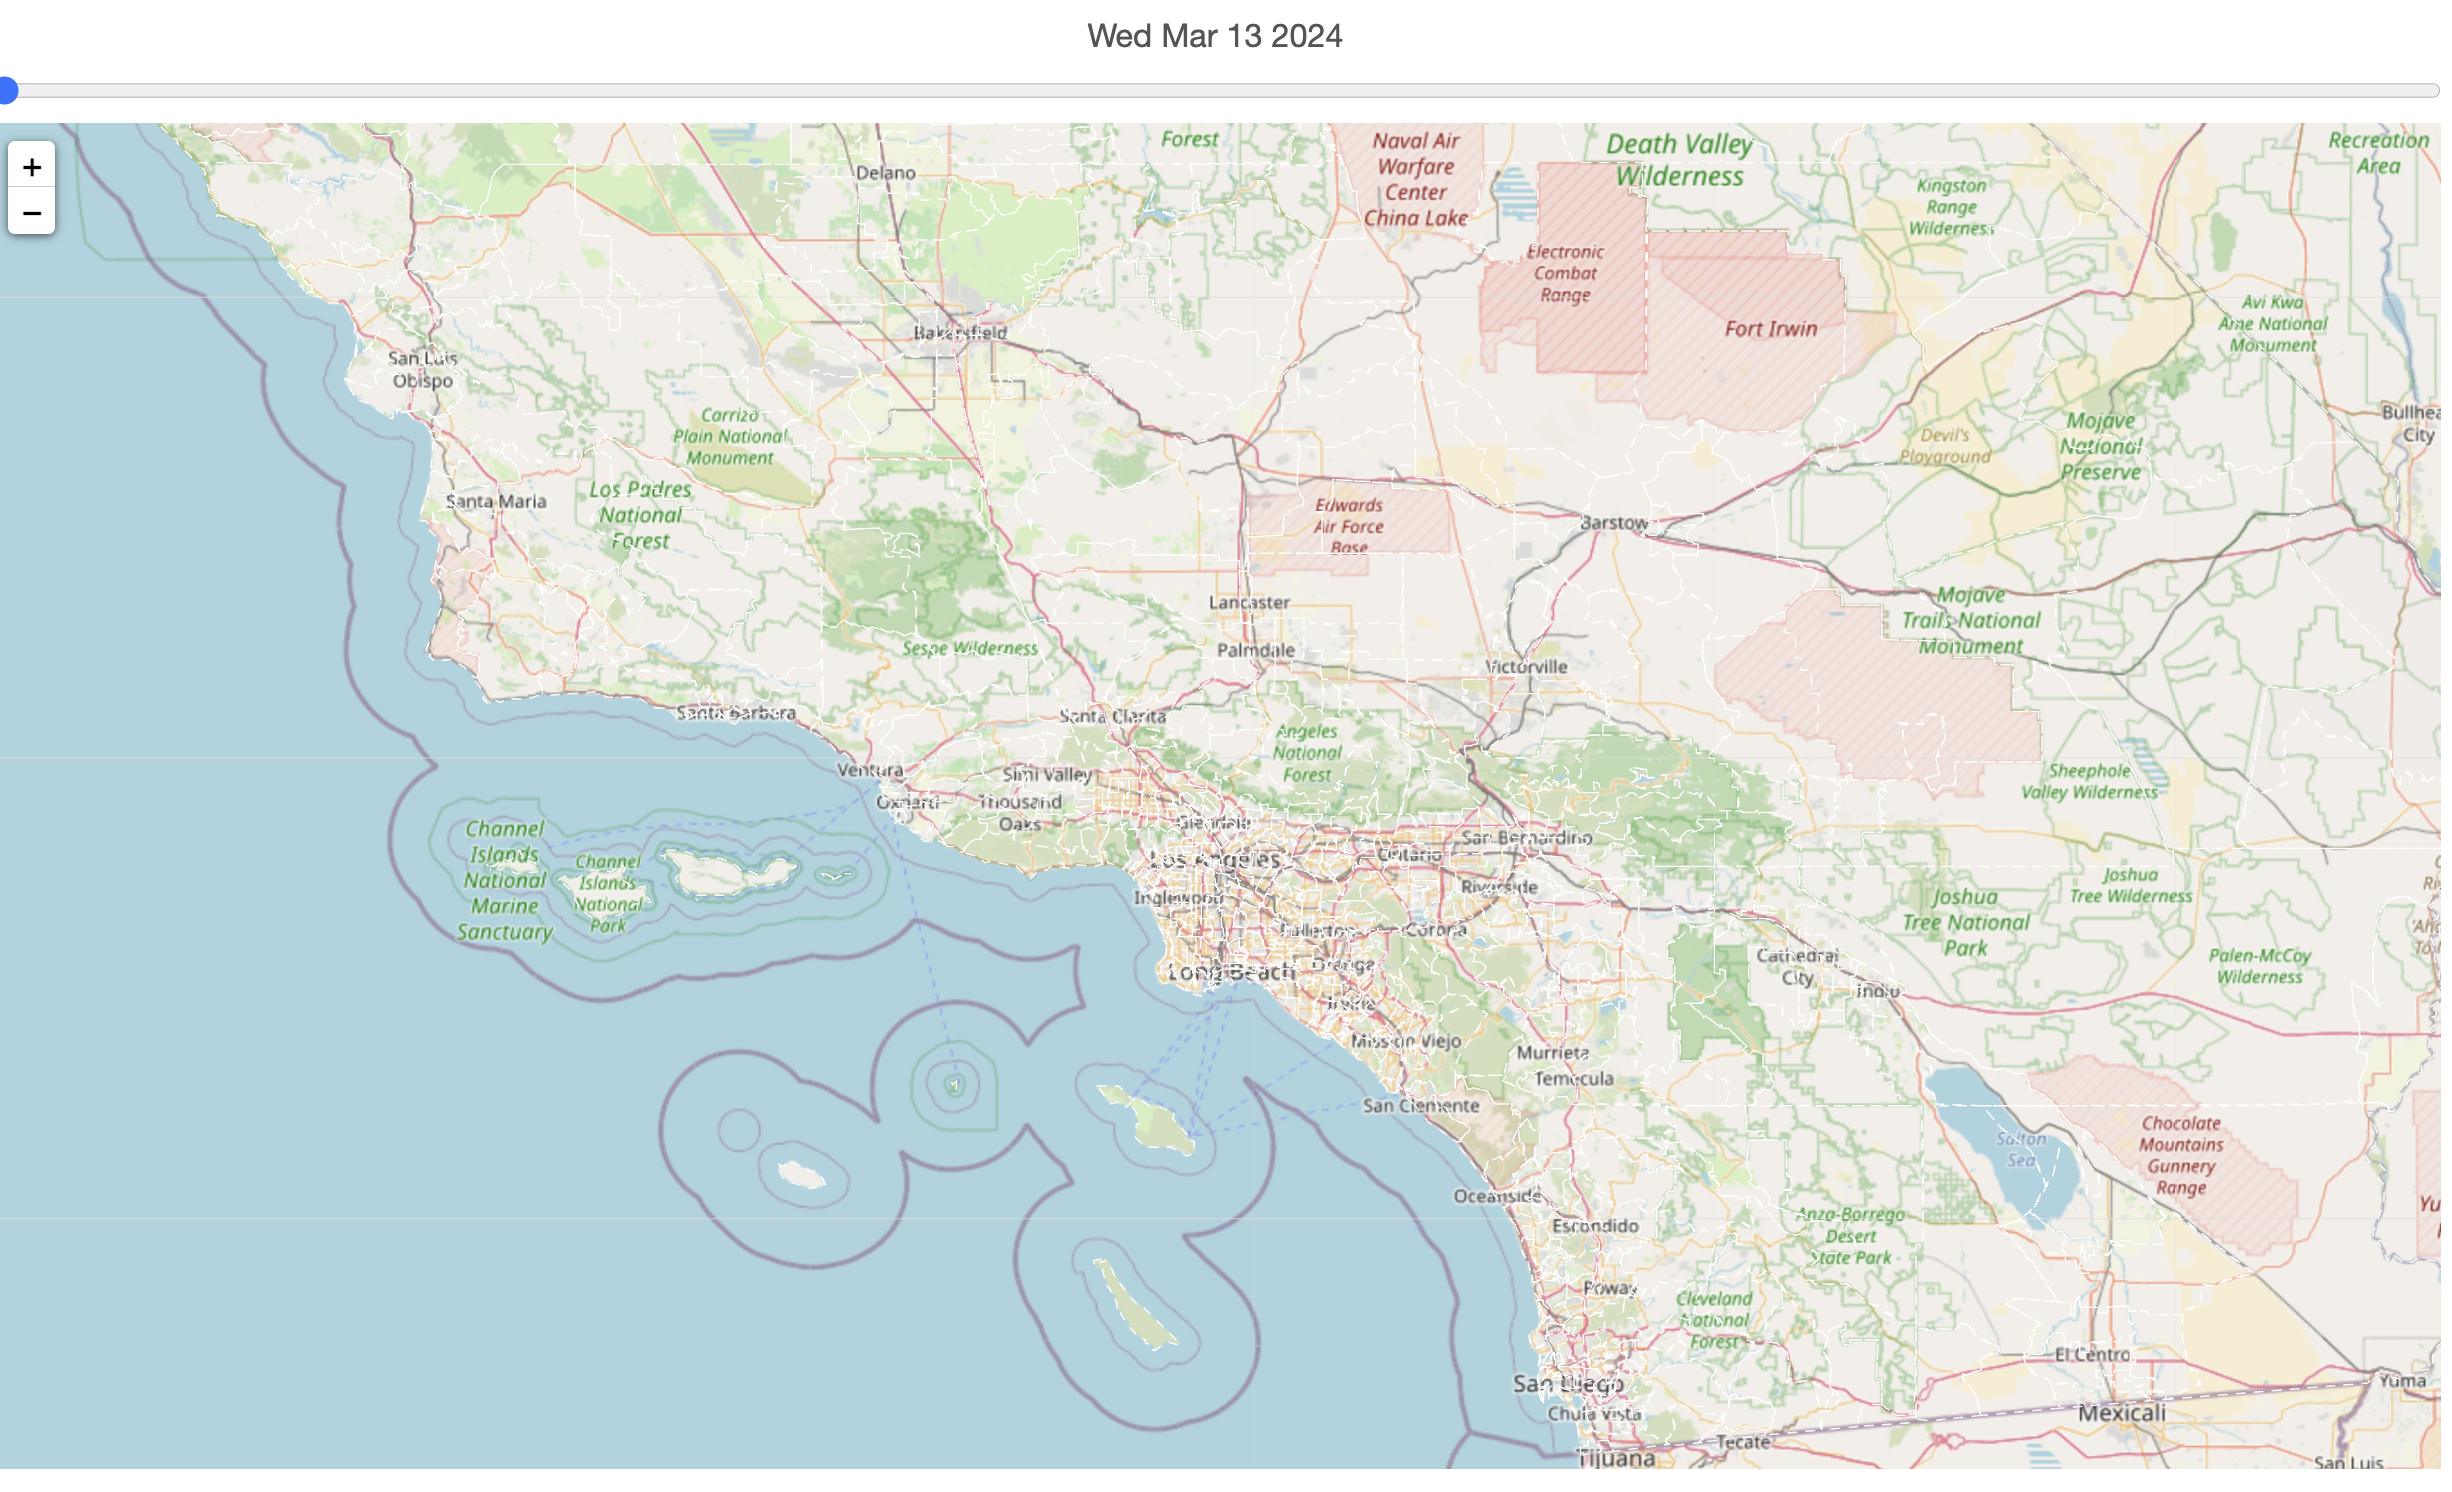 Wed Mar 13 2024
+
−
Forest
Naval Air
Warfare
Center
China Lake
Death Valley
Wilderness
Recreation
Area
Delano
Kingston
Range
Wilderness
Electronic
Combat
Range
Fort Irwin
Avi Kwa
Ame National
Monument
Bakersfield
San Luis
Obispo
Carrizo
Plain National
Monument
Bullhea
City
Devil's
Playground
Mojave
National
Preserve
Santa Maria
Los Padres
National
Forest
Edwards
Air Force
Base
Barstow
Lancaster
Mojave
Trails National
Monument
Sespe Wilderness
Palmdale
Victorville
Santa Barbara
Santa Clarita
Angeles
National
Forest
Ventura
Simi Valley
Sheephole
Valley Wilderness
Oxnard
Thousand
Oaks
Glendale
San Bernardino
Channel
Islands
National
Marine
Sanctuary
Channel
Islands
National
Park
Los Angeles
Ontario
Riverside
Inglewood
Joshua
Tree National
Park
Joshua
Tree Wilderness
Fullerton
Corona
Cathedral
City
Palen-McCoy
Wilderness
Long Beach
Orange
Indio
Irvine
Mission Viejo
Murrieta
Temecula
San Clemente
Salton
Sea
Chocolate
Mountains
Gunnery
Range
Oceanside
Escondido
Anza-Borrego
Desert
State Park
Yu
Poway
Cleveland
National
Forest
El Centro
San Diego
Yuma
Chula Vista
Mexicali
Tecate
Tijuana
San Luis